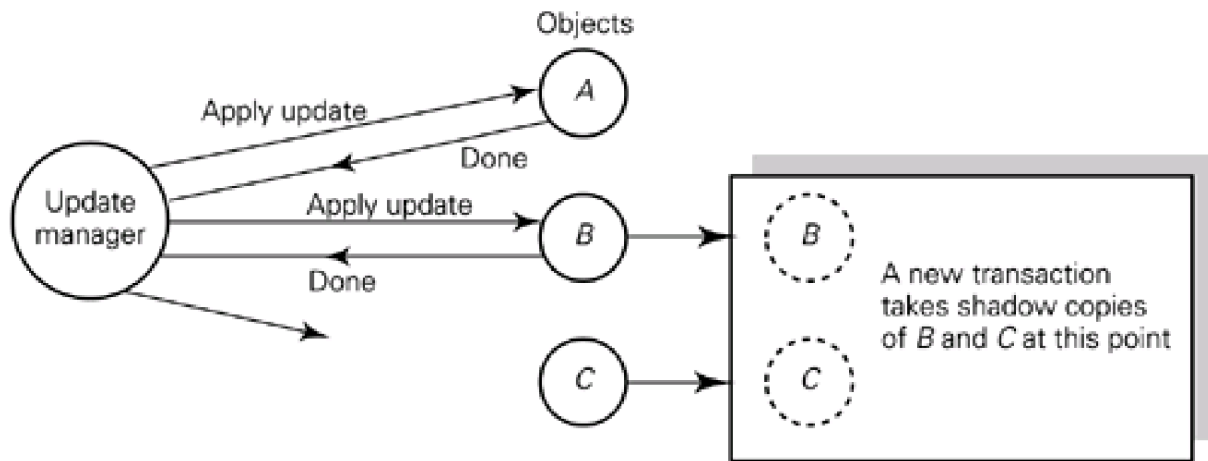 Objects
A
Apply update
Done
Update
manager
Apply update
B
B
Done
A new transaction
takes shadow copies
of B and C at this point
C
C